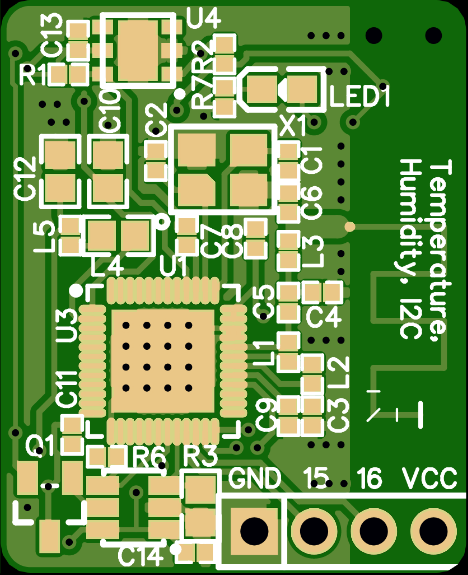 C13
U4
R2
R1
R7
LED1
C10
C2
X1
C12
C1
C6
Temperature,
Humidity, I2C
L5
L4
C7
C8
L3
U1
C5
C4
U3
L1
L2
C11
C9
C3
Q1
R6
R3
GND 15 16 VCC
C14